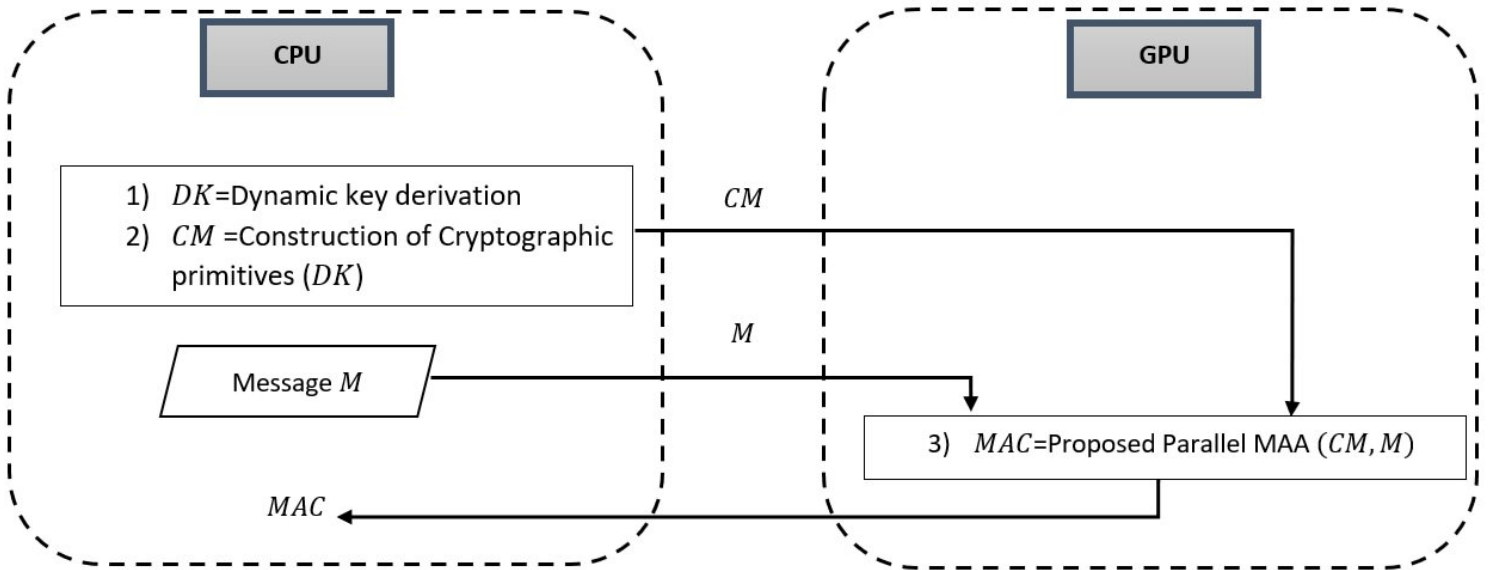 CPU
GPU
1) DK=Dynamic key derivation
2) CM =Construction of Cryptographic
primitives (DK)
CM
M
Message M
3) MAC=Proposed Parallel MAA (CM, M)
MAC